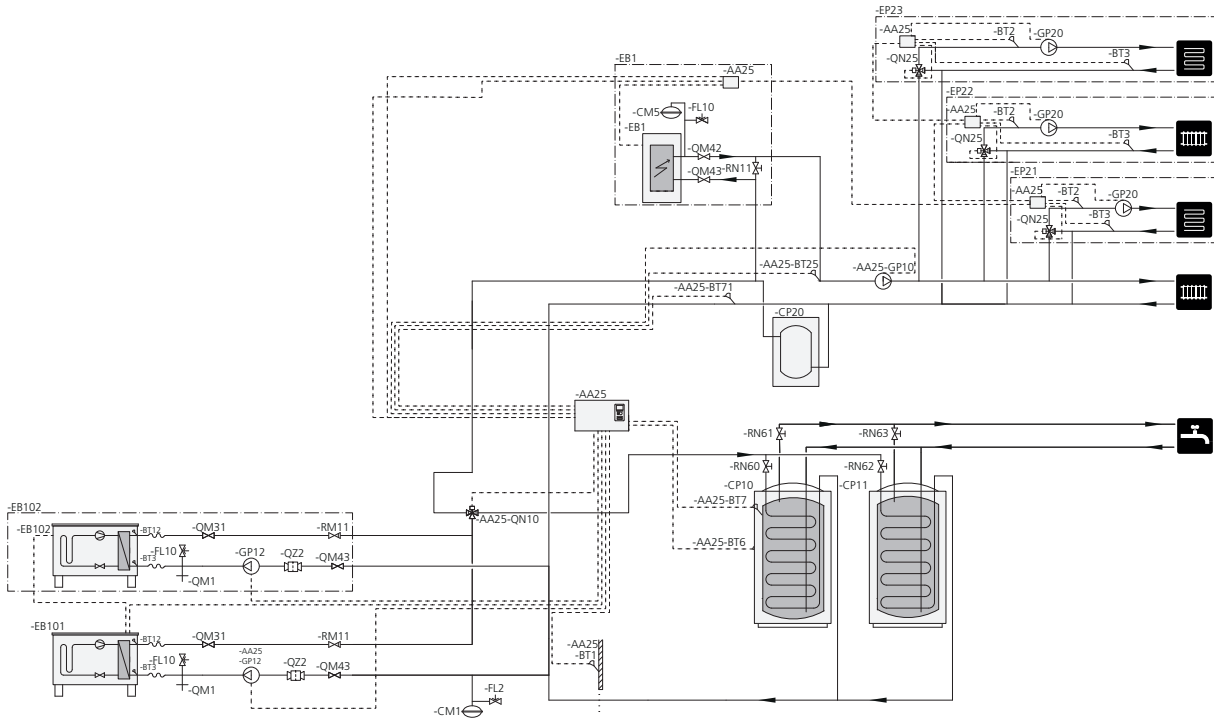 -EP23
-AA25
-BT2
-GP20
-QN25
-BT3
-EB1
-AA25
-CM5
-FL10
-EB1
-QM42
-QM43
-RN11
-EP22
-AA25
-BT2
-GP20
-QN25
-BT3
-EP21
-AA25
-BT2
-GP20
-QN25
-BT3
-AA25-BT25
-AA25-GP10
-AA25-BT71
-CP20
-AA25
-RN61
-RN63
-RN60
-RN62
-CP10
-CP11
-AA25-BT7
-AA25-BT6
-AA25-QN10
-EB102
-EB102
-BT12
-QM31
-RM11
-BT3
-FL10
-QM1
-GP12
-QZ2
-QM43
-EB101
-BT12
-QM31
-RM11
-BT3
-FL10
-QM1
-AA25
-GP12
-QZ2
-QM43
-AA25
-BT1
-FL2
-CM1